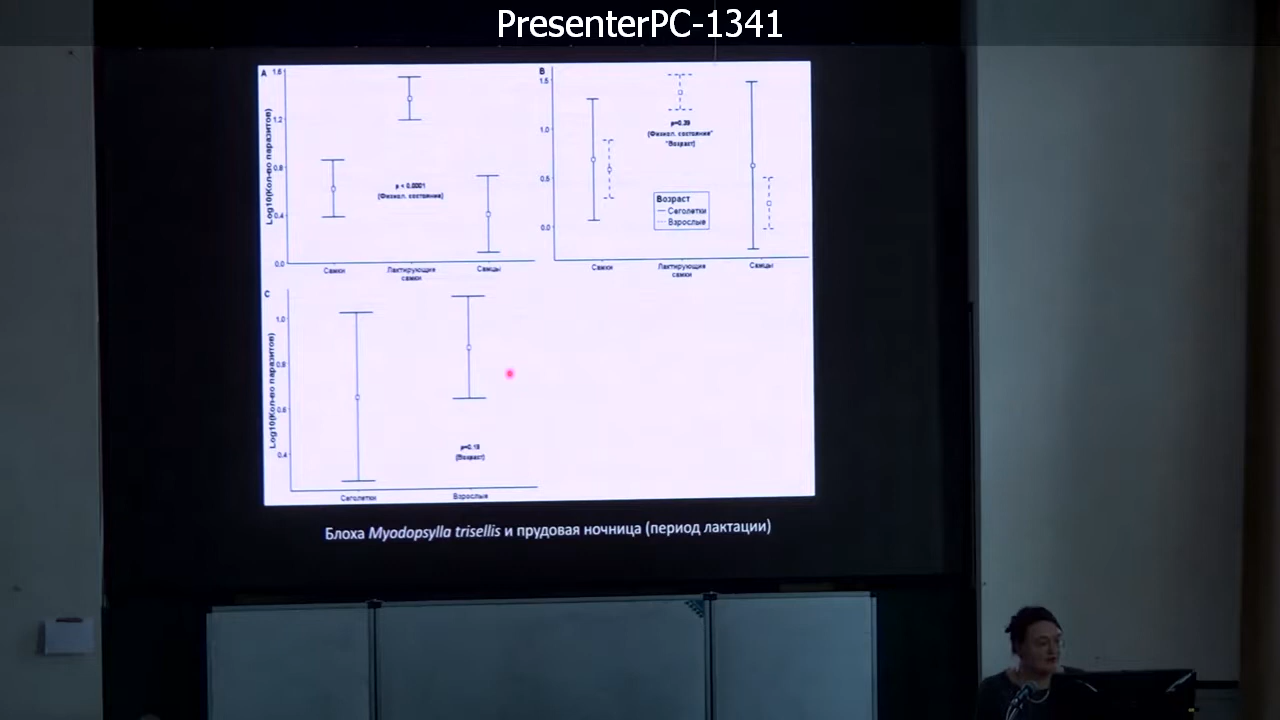 PresenterPC-1341
A
1.6
1.2
0.8
0.4
0.0
Log10(Кол-во паразитов)
p < 0.0001
(Физиол. состояние)
Самки
Лактирующие
самки
Самцы
B
1.5
1.0
0.5
0.0
p=0.39
(Физиол. состояние*
*Возраст)
Возраст
Сеголетки
Взрослые
Самки
Лактирующие
самки
Самцы
C
1.0
0.8
0.6
0.4
Log10(Кол-во паразитов)
p=0.13
(Возраст)
Сеголетки
Взрослые
Блоха Myodopsylla trisellis и прудовая ночница (период лактации)